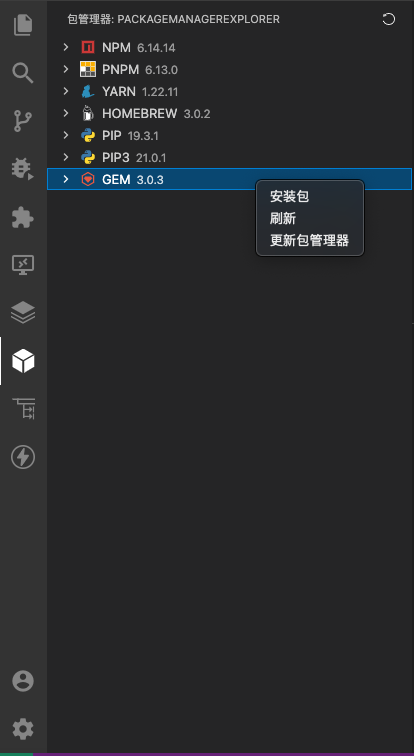 包管理器: PACKAGEMANAGEREXPLORER
NPM 6.14.14
PNPM 6.13.0
YARN 1.22.11
HOMEBREW 3.0.2
PIP 19.3.1
PIP3 21.0.1
GEM 3.0.3
安装包
刷新
更新包管理器